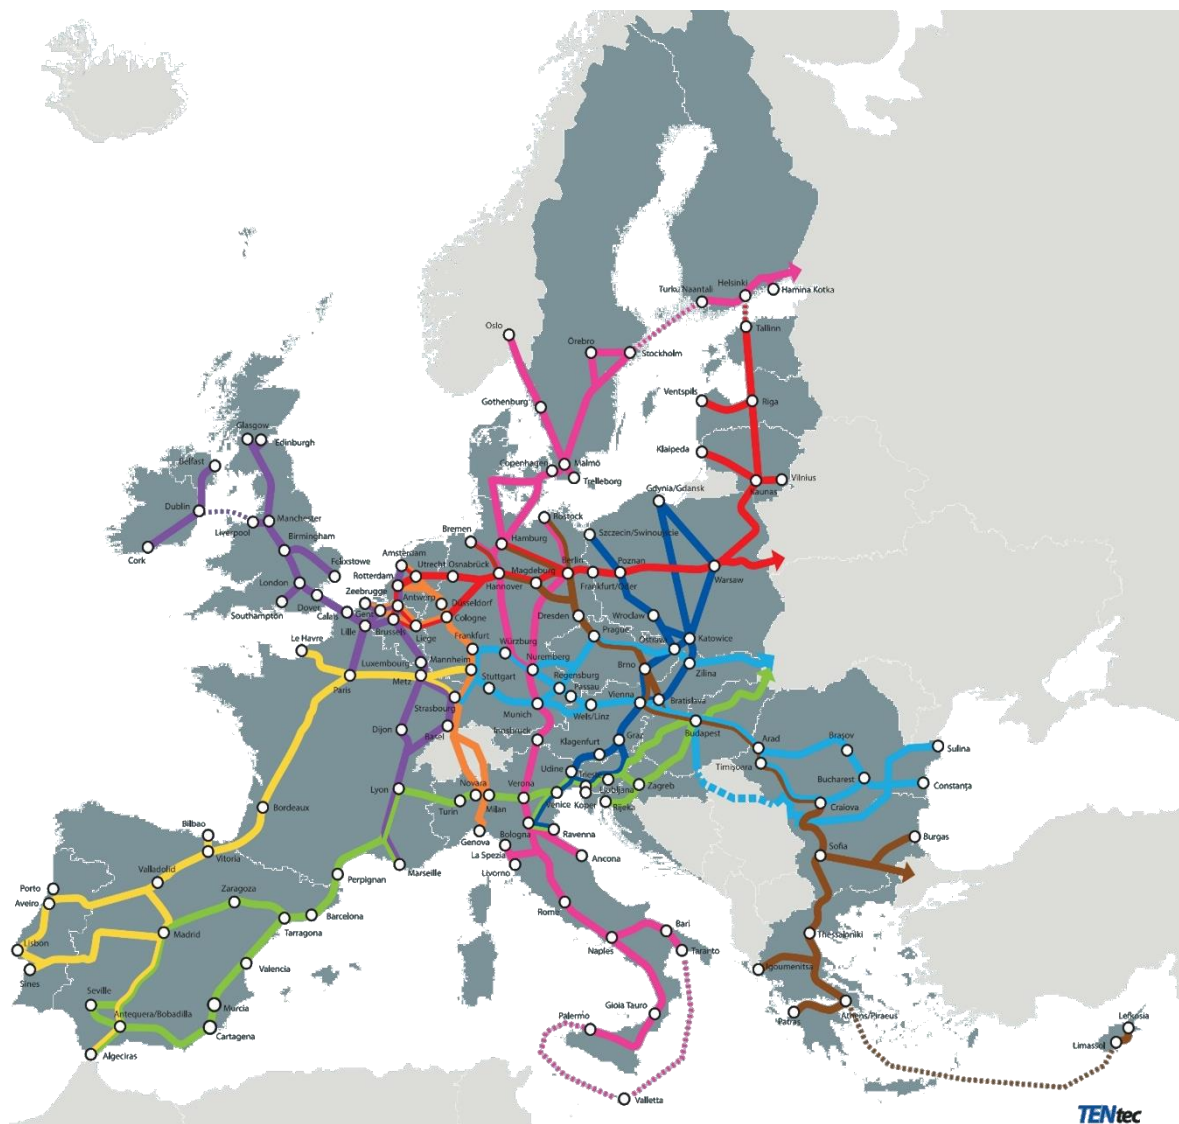 Helsinki
Turku Naantali
Hamina Kotka
Oslo
Örebro
Stockholm
Tallinn
Ventspils
Riga
Gothenburg
Glasgow
Edinburgh
Klaipeda
Belfast
Copenhagen
Malmö
Trelleborg
Vilnius
Kaunas
Gdynia/Gdansk
Dublin
Rostock
Manchester
Liverpool
Bremen
Szczecin/Swinoujscie
Birmingham
Hamburg
Cork
Amsterdam
Felixstowe
Utrecht
Osnabrück
Magdeburg
Berlin
Poznan
Rotterdam
Hannover
Frankfurt/Oder
Warsaw
London
Zeebrugge
Antwerp
Düsseldorf
Dover
Southampton
Calais
Gent
Cologne
Dresden
Wrocław
Lille
Brussels
Liege
Le Havre
Frankfurt
Prague
Ostrava
Katowice
Würzburg
Luxembourg
Mannheim
Nuremberg
Brno
Zilina
Paris
Metz
Stuttgart
Regensburg
Passau
Strasbourg
Munich
Wels/Linz
Vienna
Bratislava
Dijon
Basel
Innsbruck
Klagenfurt
Graz
Budapest
Arad
Braşov
Sulina
Timişoara
Udine
Trieste
Bucharest
Constanţa
Lyon
Novara
Verona
Ljubljana
Zagreb
Turin
Milan
Venice
Koper
Rijeka
Craiova
Bordeaux
Bilbao
Genova
Bologna
Ravenna
Burgas
Vitoria
La Spezia
Ancona
Sofia
Marseille
Livorno
Valladolid
Perpignan
Porto
Aveiro
Zaragoza
Barcelona
Rome
Tarragona
Madrid
Bari
Lisbon
Naples
Taranto
Thessaloniki
Sines
Valencia
Igoumenitsa
Seville
Murcia
Gioia Tauro
Antequera/Bobadilla
Palermo
Patras
Athens/Piraeus
Lefkosia
Cartagena
Limassol
Algeciras
Valletta
TENtec